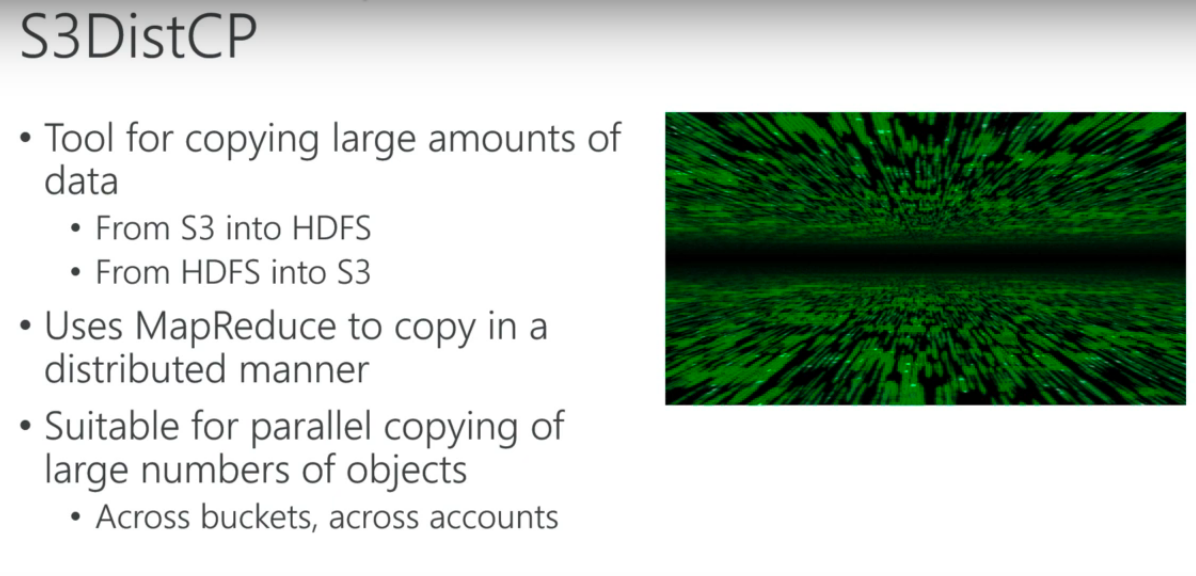 S3DistCP
• Tool for copying large amounts of
data
• From S3 into HDFS
• From HDFS into S3
• Uses MapReduce to copy in a
distributed manner
• Suitable for parallel copying of
large numbers of objects
• Across buckets, across accounts